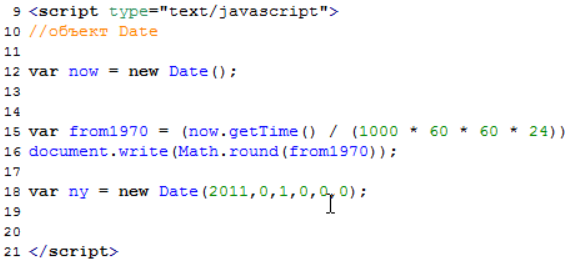 9 <script type="text/javascript">
10 //объект Date
11
12 var now = new Date();
13
14
15 var from1970 = (now.getTime() / (1000 * 60 * 60 * 24))
16 document.write(Math.round(from1970));
17
18 var ny = new Date(2011,0,1,0,0,0);
19
20
21 </script>